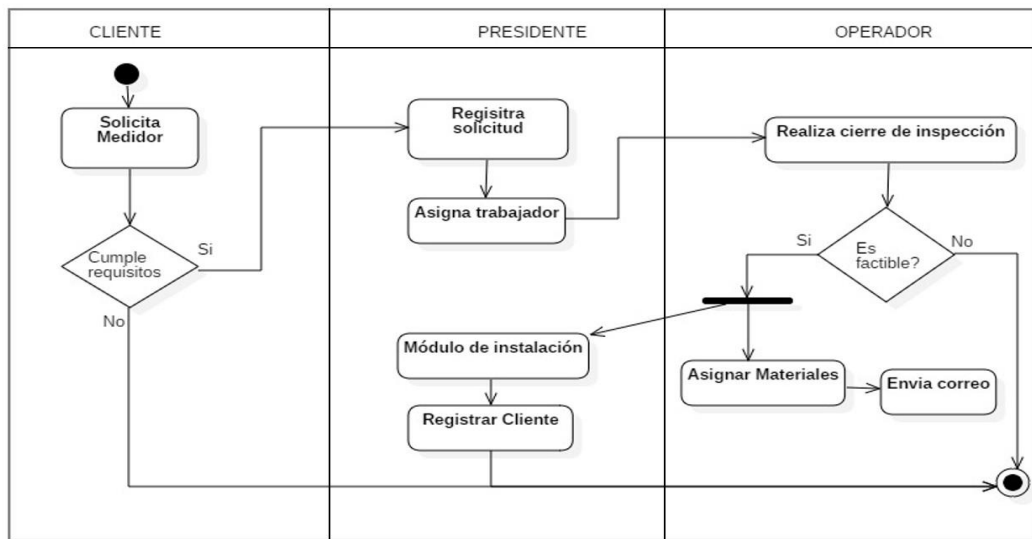 CLIENTE
PRESIDENTE
OPERADOR
Solicita
Medidor
Cumple
requisitos
Si
No
Regisitra
solicitud
Asigna trabajador
Realiza cierre de inspección
Es
factible?
Si
No
Módulo de instalación
Registrar Cliente
Asignar Materiales
Envia correo